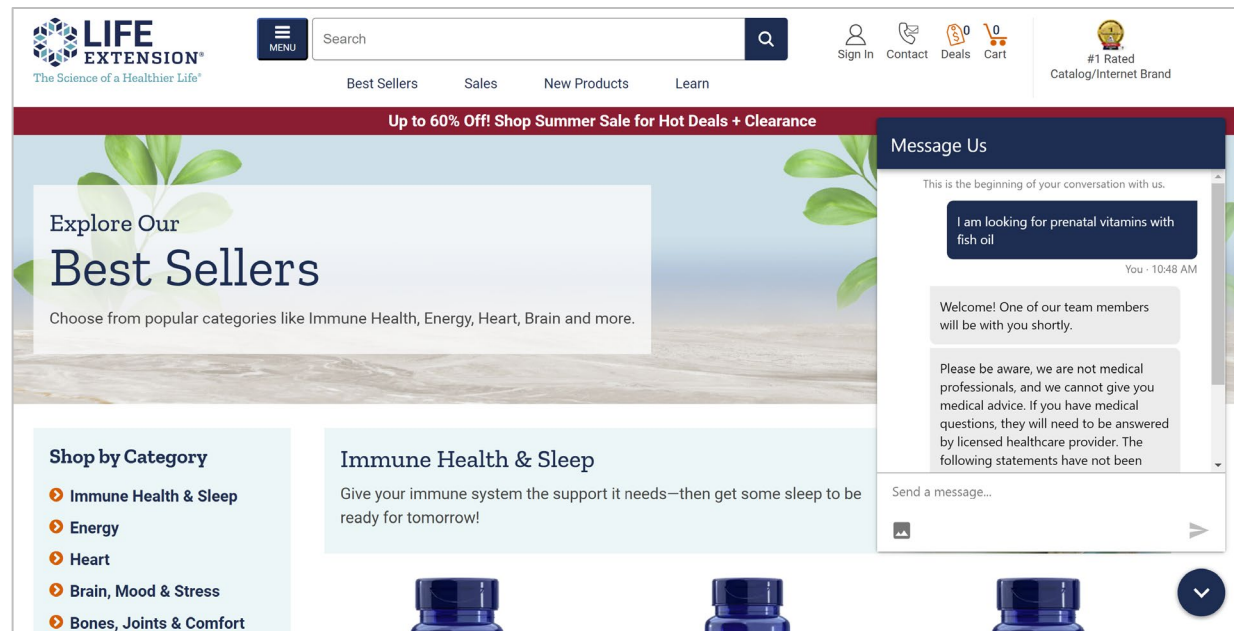 LIFE
EXTENSION®
The Science of a Healthier Life®
MENU
Search
Sign In
Contact
0
Deals
0
Cart
#1 Rated
Catalog/Internet Brand
Best Sellers
Sales
New Products
Learn
Up to 60% Off! Shop Summer Sale for Hot Deals + Clearance
Explore Our
Best Sellers
Choose from popular categories like Immune Health, Energy, Heart, Brain and more.
Shop by Category
Immune Health & Sleep
Energy
Heart
Brain, Mood & Stress
Bones, Joints & Comfort
Immune Health & Sleep
Give your immune system the support it needs—then get some sleep to be
ready for tomorrow!
Message Us
This is the beginning of your conversation with us.
I am looking for prenatal vitamins with
fish oil
You · 10:48 AM
Welcome! One of our team members
will be with you shortly.
Please be aware, we are not medical
professionals, and we cannot give you
medical advice. If you have medical
questions, they will need to be answered
by licensed healthcare provider. The
following statements have not been
Send a message...